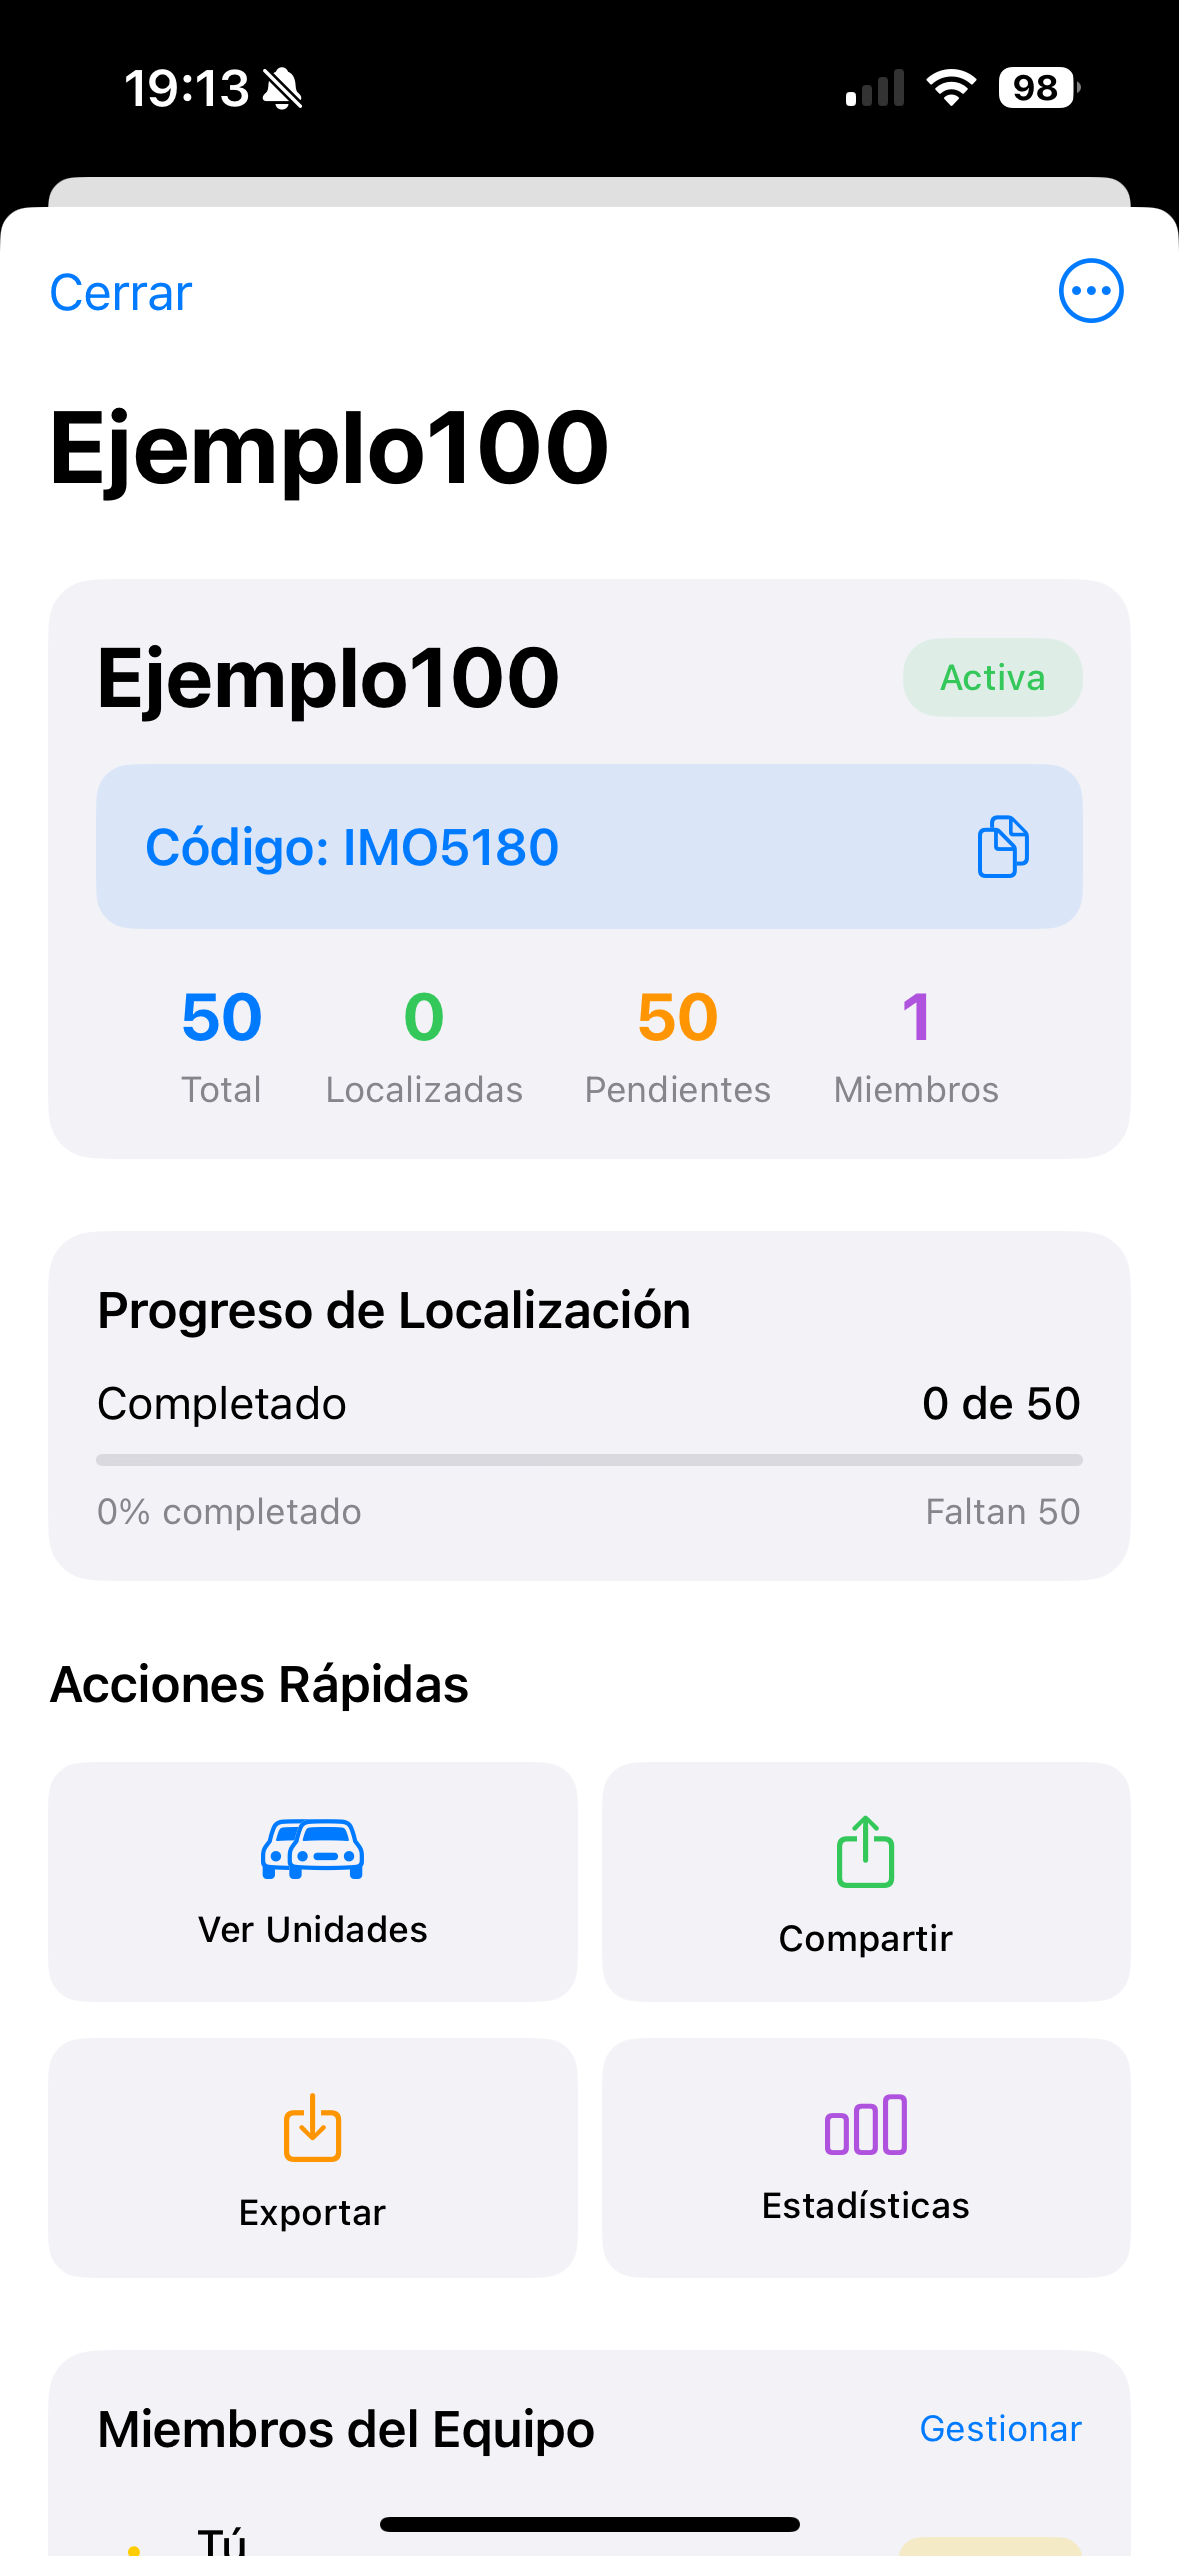 19:13
98
Cerrar
Ejemplo100
Ejemplo100
Activa
Código: IMO5180
50 0 50 1
Total Localizadas Pendientes Miembros
Progreso de Localización
Completado 0 de 50
0% completado Faltan 50
Acciones Rápidas
Ver Unidades
Compartir
Exportar
Estadísticas
Miembros del Equipo Gestionar
Tú